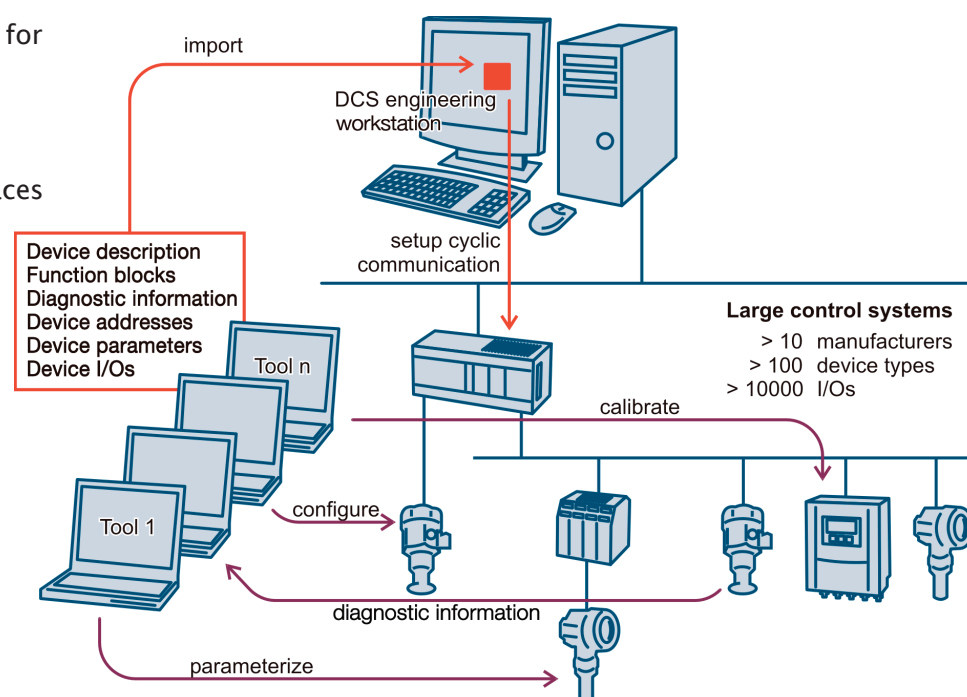 for
import
DCS engineering
workstation
setup cyclic
communication
Device description
Function blocks
Diagnostic information
Device addresses
Device parameters
Device I/Os
Large control systems
> 10 manufacturers
> 100 device types
> 10000 I/Os
Tool n
calibrate
configure
Tool 1
diagnostic information
parameterize